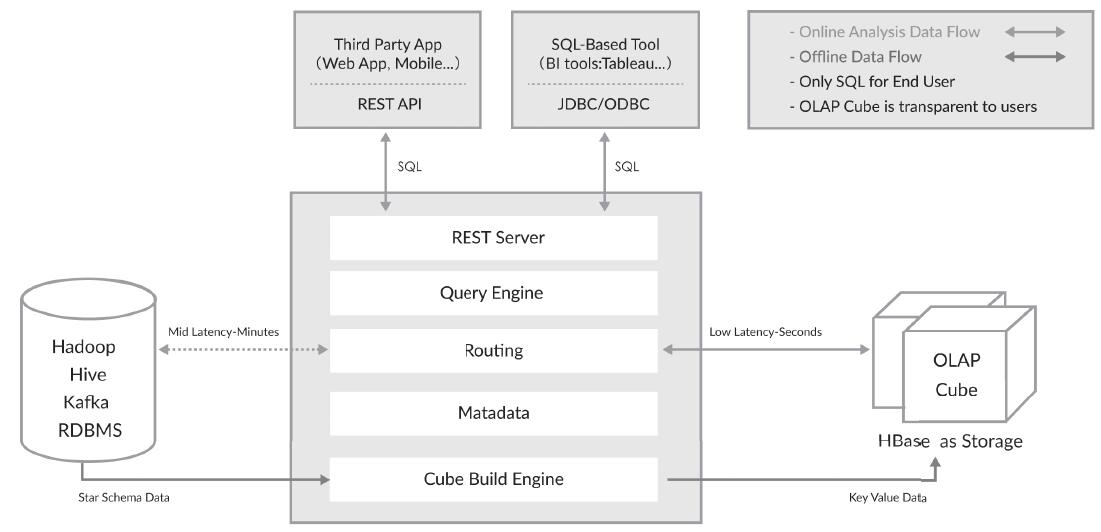 Third Party App
(Web App, Mobile...)
REST API
SQL-Based Tool
(BI tools:Tableau...)
JDBC/ODBC
- Online Analysis Data Flow
- Offline Data Flow
- Only SQL for End User
- OLAP Cube is transparent to users
SQL
SQL
REST Server
Query Engine
Routing
Matadata
Cube Build Engine
Mid Latency-Minutes
Low Latency-Seconds
Hadoop
Hive
Kafka
RDBMS
OLAP
Cube
HBase as Storage
Star Schema Data
Key Value Data